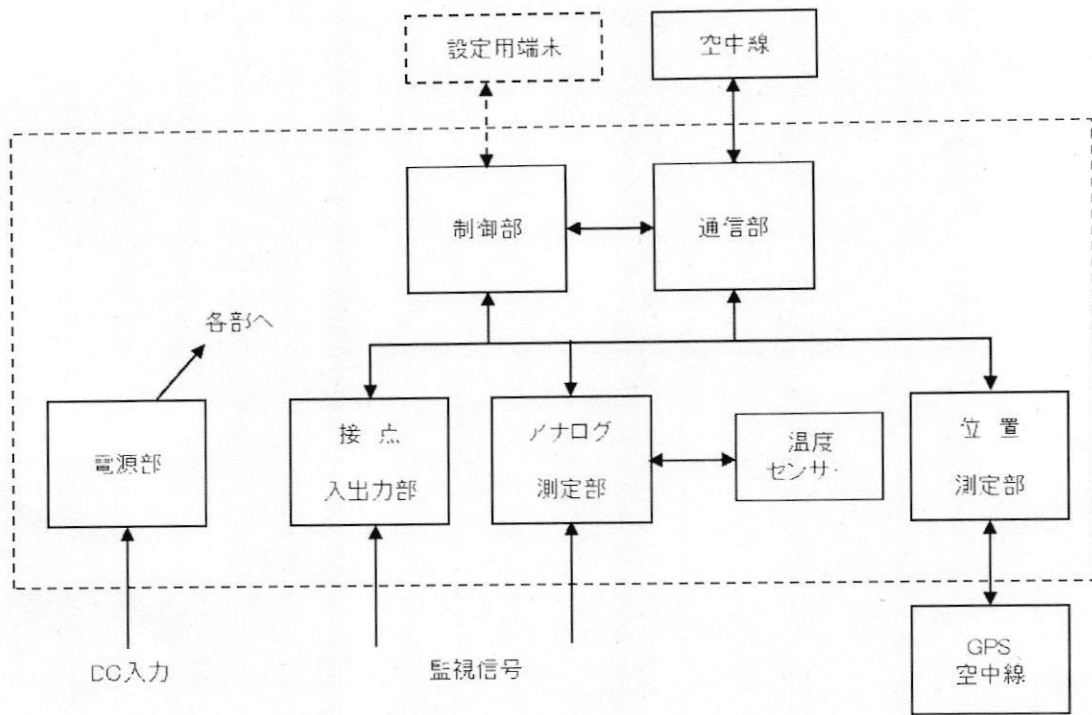 設定用端末
空中線
制御部
通信部
各部へ
電源部
接 点
入出力部
アナログ
測定部
温度
センサ
位 置
測定部
DC入力
監視信号
GPS
空中線